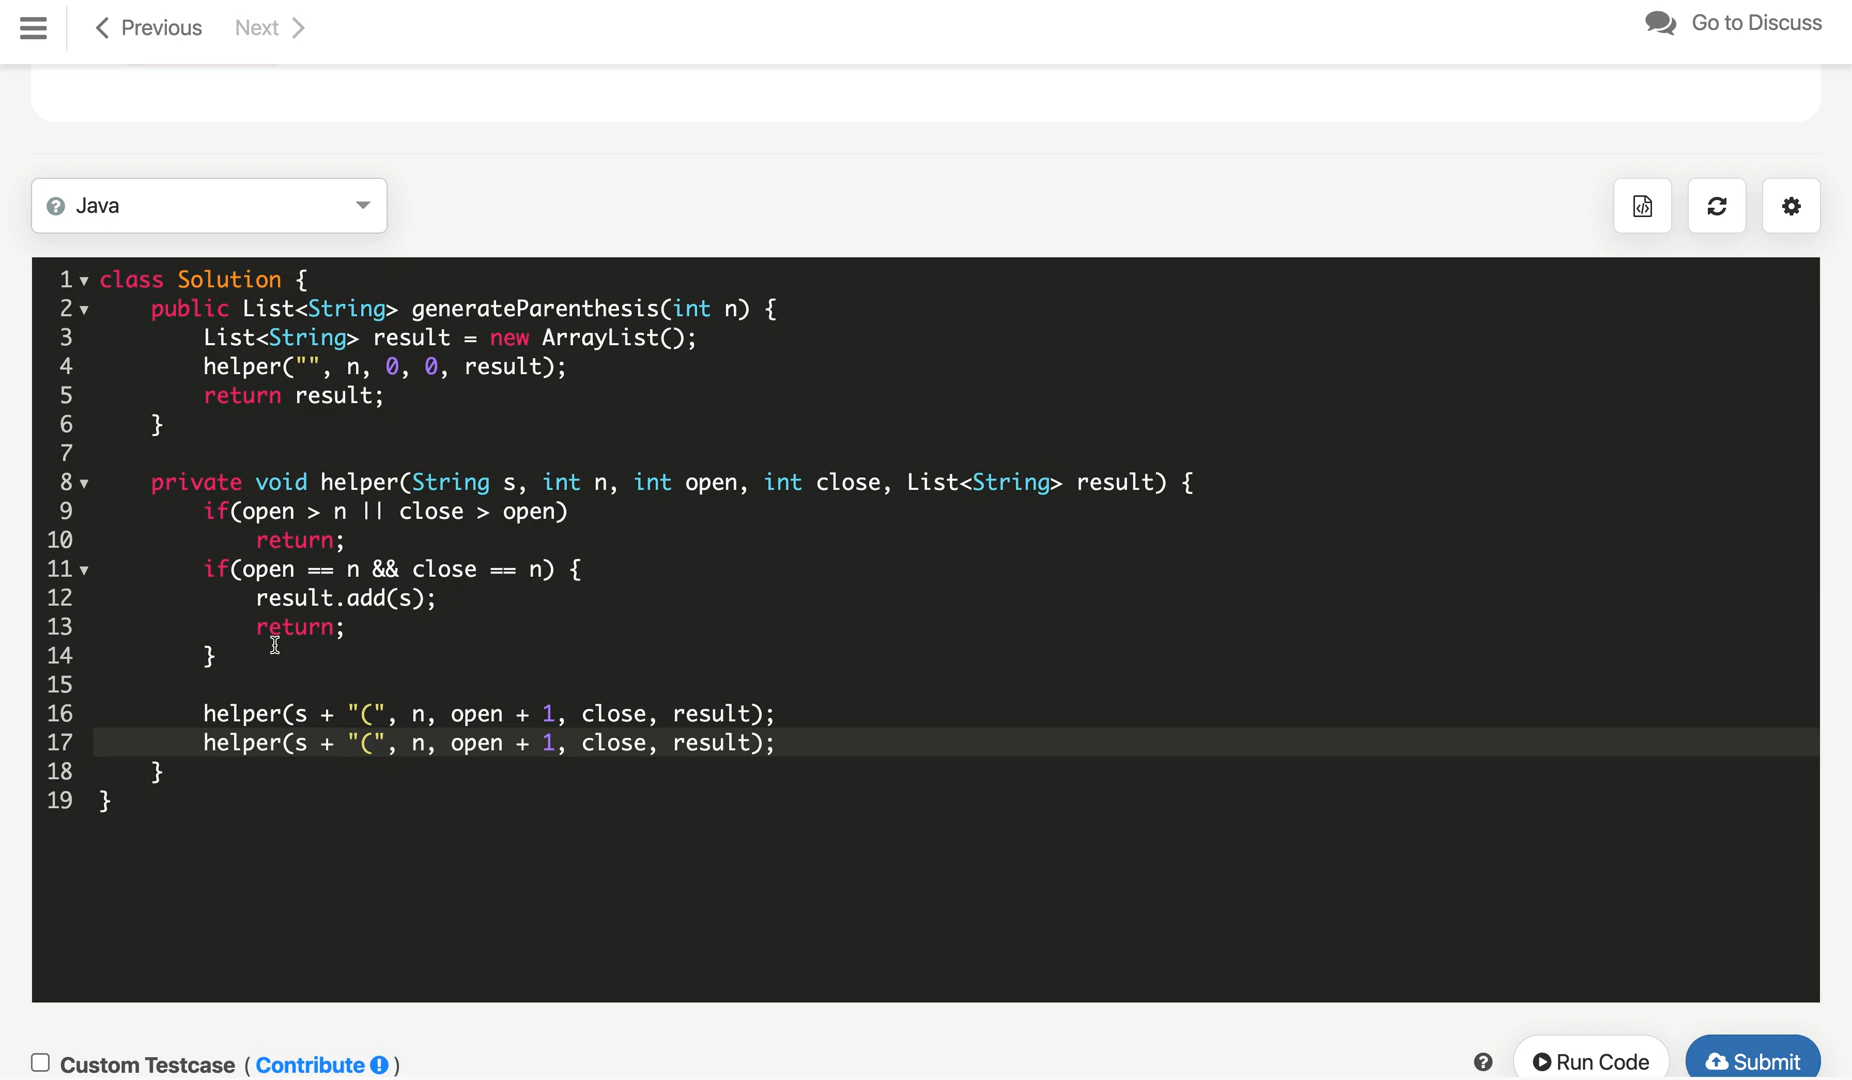 Previous Next Go to Discuss
Java
1 class Solution {
2 public List<String> generateParenthesis(int n) {
3 List<String> result = new ArrayList();
4 helper("", n, 0, 0, result);
5 return result;
6 }
7
8 private void helper(String s, int n, int open, int close, List<String> result) {
9 if(open > n || close > open)
10 return;
11 if(open == n && close == n) {
12 result.add(s);
13 return;
14 }
15
16 helper(s + "(", n, open + 1, close, result);
17 helper(s + "(", n, open + 1, close, result);
18 }
19 }
Custom Testcase ( Contribute ) Run Code Submit